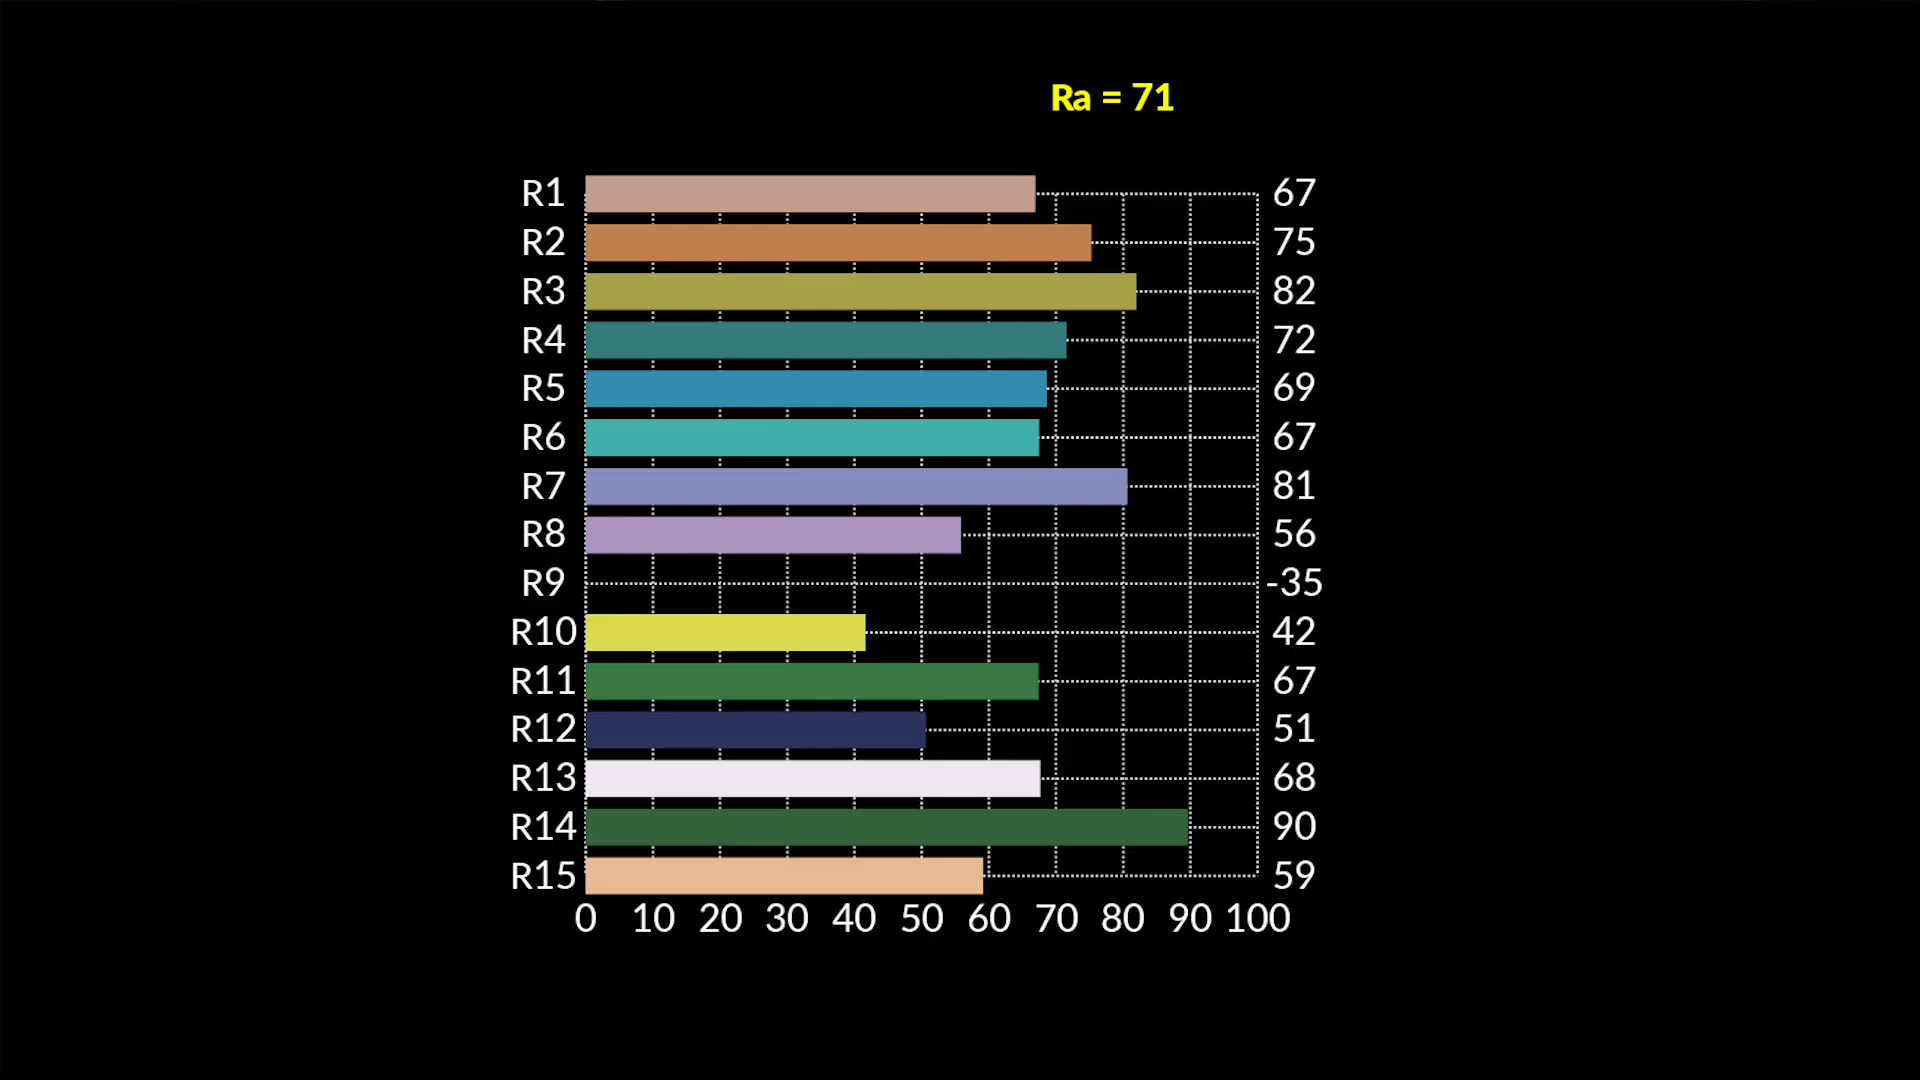 Ra = 71
R1 67
R2 75
R3 82
R4 72
R5 69
R6 67
R7 81
R8 56
R9 -35
R10 42
R11 67
R12 51
R13 68
R14 90
R15 59
0 10 20 30 40 50 60 70 80 90 100